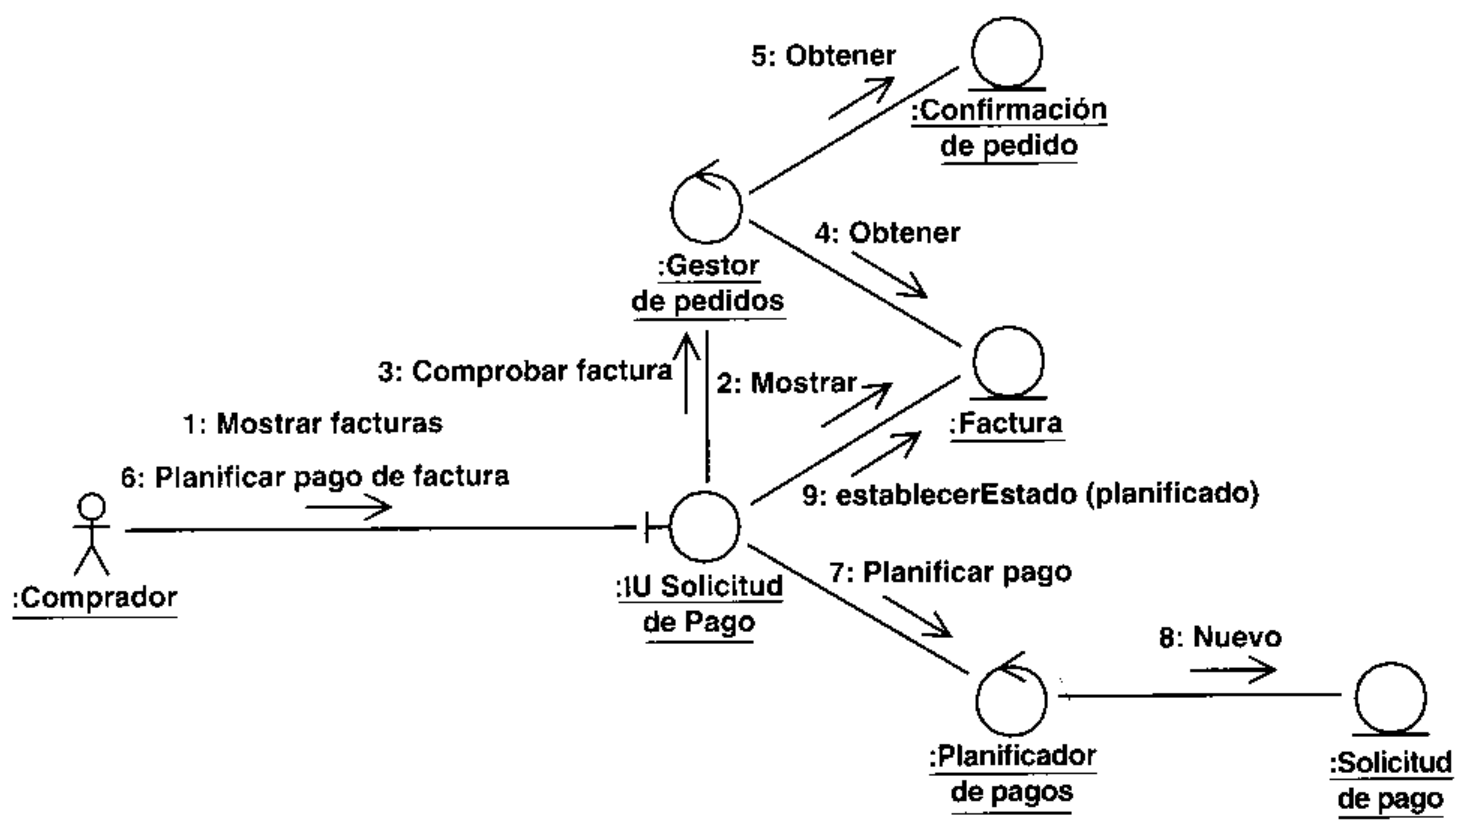 5: Obtener
:Confirmación
de pedido
4: Obtener
:Gestor
de pedidos
3: Comprobar factura
2: Mostrar
1: Mostrar facturas
:Factura
6: Planificar pago de factura
9: establecerEstado (planificado)
:Comprador
:IU Solicitud
de Pago
7: Planificar pago
8: Nuevo
:Planificador
de pagos
:Solicitud
de pago